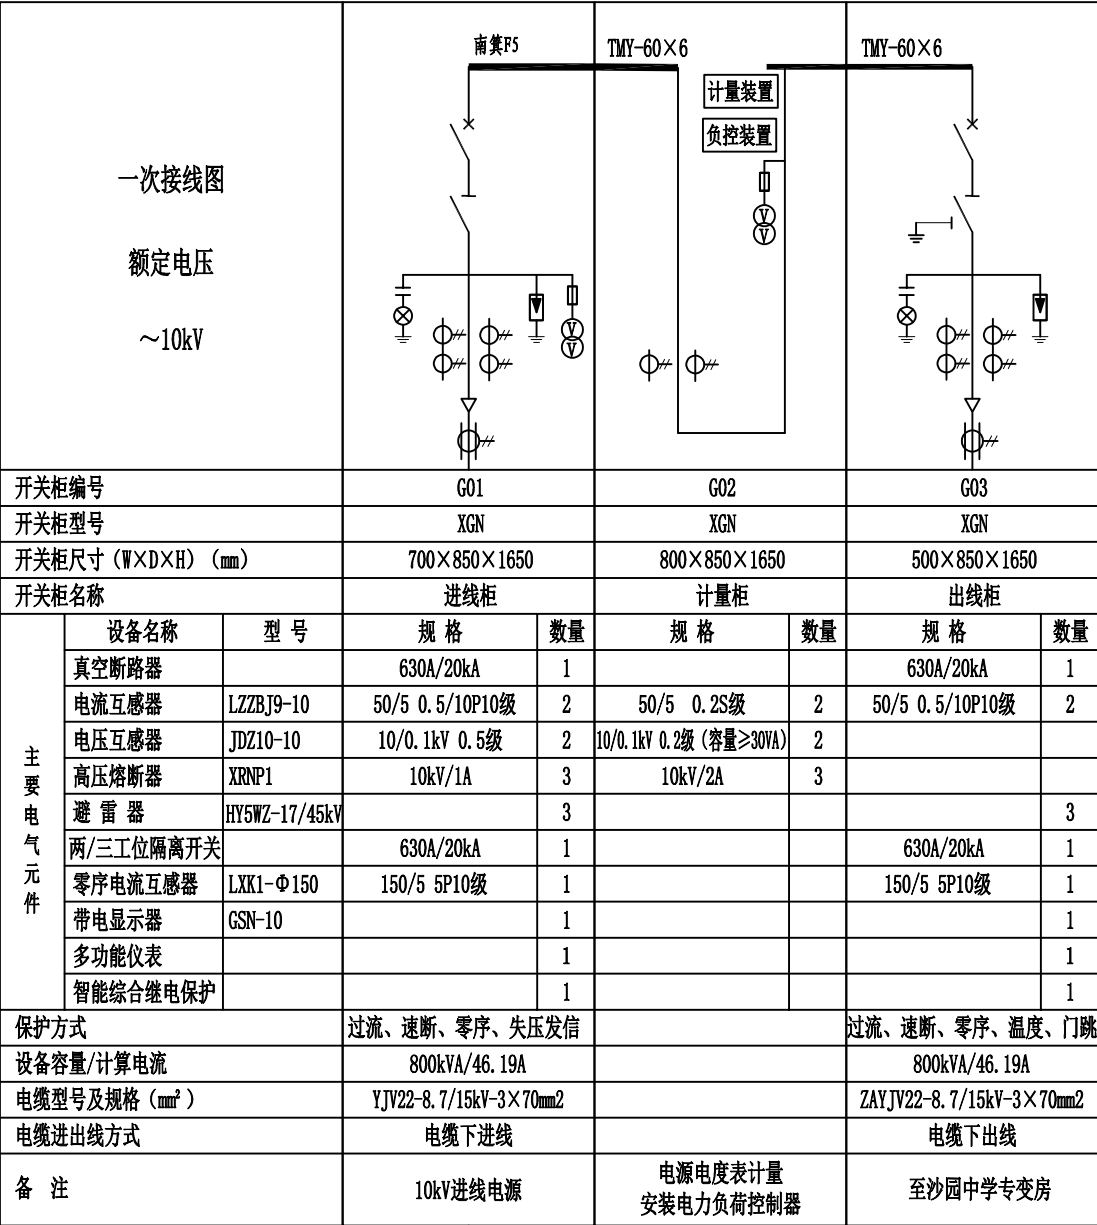 南箕F5
TMY-60×6
TMY-60×6
计量装置
负控装置
V
V
V
V
一次接线图
额定电压
～10kV
开关柜编号 G01 G02 G03
开关柜型号 XGN XGN XGN
开关柜尺寸（W×D×H）（mm） 700×850×1650 800×850×1650 500×850×1650
开关柜名称 进线柜 计量柜 出线柜
主要电气元件
设备名称 型 号 规 格 数量 规 格 数量 规 格 数量
真空断路器 630A/20kA 1 630A/20kA 1
电流互感器 LZZBJ9-10 50/5 0.5/10P10级 2 50/5 0.2S级 2 50/5 0.5/10P10级 2
电压互感器 JDZ10-10 10/0.1kV 0.5级 2 10/0.1kV 0.2级（容量≥30VA） 2
高压熔断器 XRNP1 10kV/1A 3 10kV/2A 3
避 雷 器 HY5WZ-17/45kV 3 3
两/三工位隔离开关 630A/20kA 1 630A/20kA 1
零序电流互感器 LXK1-Φ150 150/5 5P10级 1 150/5 5P10级 1
带电显示器 GSN-10 1 1
多功能仪表 1 1
智能综合继电保护 1 1
保护方式 过流、速断、零序、失压发信 过流、速断、零序、温度、门跳
设备容量/计算电流 800kVA/46.19A 800kVA/46.19A
电缆型号及规格（mm²） YJV22-8.7/15kV-3×70mm2 ZAYJV22-8.7/15kV-3×70mm2
电缆进出线方式 电缆下进线 电缆下出线
备 注 10kV进线电源 电源电度表计量
安装电力负荷控制器 至沙园中学专变房